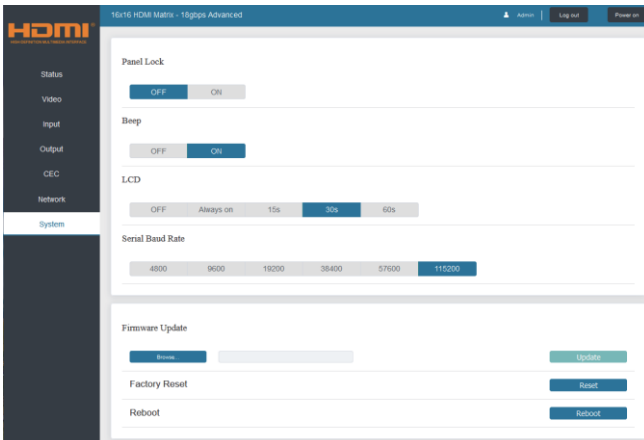 16x16 HDMI Matrix - 18gbps Advanced
Admin
Log out
Power on
HDMI
HIGH-DEFINITION MULTIMEDIA INTERFACE
Status
Video
Input
Output
CEC
Network
System
Panel Lock
OFF ON
Beep
OFF ON
LCD
OFF Always on 15s 30s 60s
Serial Baud Rate
4800 9600 19200 38400 57600 115200
Firmware Update
Browse... Update
Factory Reset Reset
Reboot Reboot